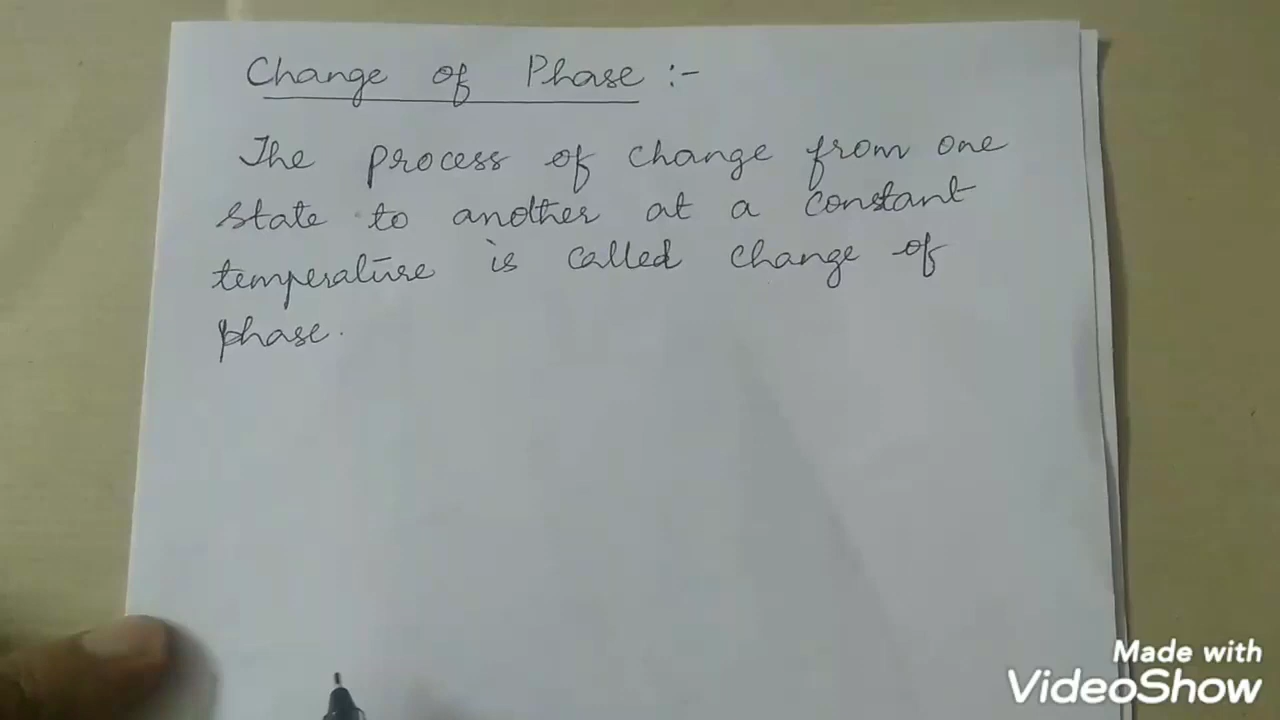 Change of Phase :-
The process of change from one
state to another at a constant
temperature is called change of
phase.
Made with
VideoShow